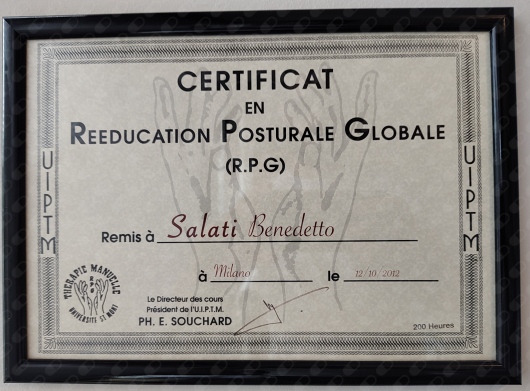 CERTIFICAT
EN
REEDUCATION POSTURALE GLOBALE
(R.P.G)
UIPTM
UIPTM
Remis à Salati Benedetto
à Milano le 12/10/2012
THERAPIE MANUELLE
R P G
UNIVERSITE ST MONT
Le Directeur des cours
Président de l'U.I.P.T.M.
PH. E. SOUCHARD
200 Heures